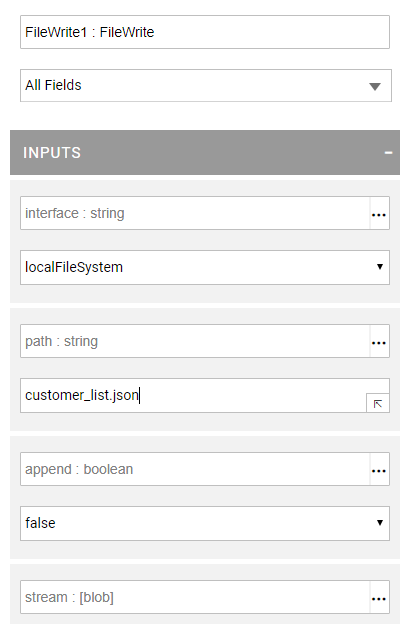 FileWrite1 : FileWrite
All Fields
INPUTS
interface : string
localFileSystem
path : string
customer_list.json
append : boolean
false
stream : [blob]